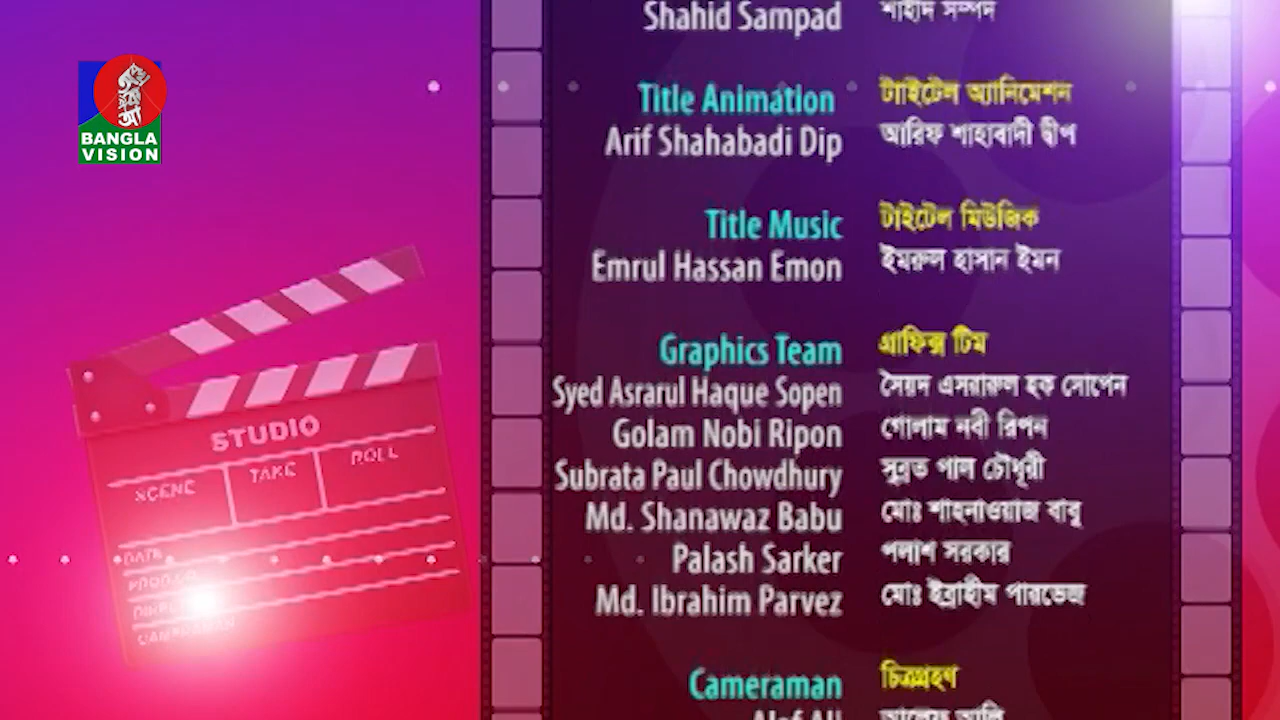 BANGLA
VISION
Shahid Sampad শাহীদ সম্পদ
Title Animation টাইটেল অ্যানিমেশন
Arif Shahabadi Dip আরিফ শাহাবাদী দ্বীপ
Title Music টাইটেল মিউজিক
Emrul Hassan Emon ইমরুল হাসান ইমন
Graphics Team গ্রাফিক্স টিম
Syed Asrarul Haque Sopen সৈয়দ এসরারুল হক সোপেন
Golam Nobi Ripon গোলাম নবী রিপন
Subrata Paul Chowdhury সুব্রত পাল চৌধূরী
Md. Shanawaz Babu মোঃ শাহনাওয়াজ বাবু
Palash Sarker পলাশ সরকার
Md. Ibrahim Parvez মোঃ ইব্রাহীম পারভেজ
Cameraman চিত্রগ্রহণ
STUDIO
SCENE TAKE ROLL
DATE